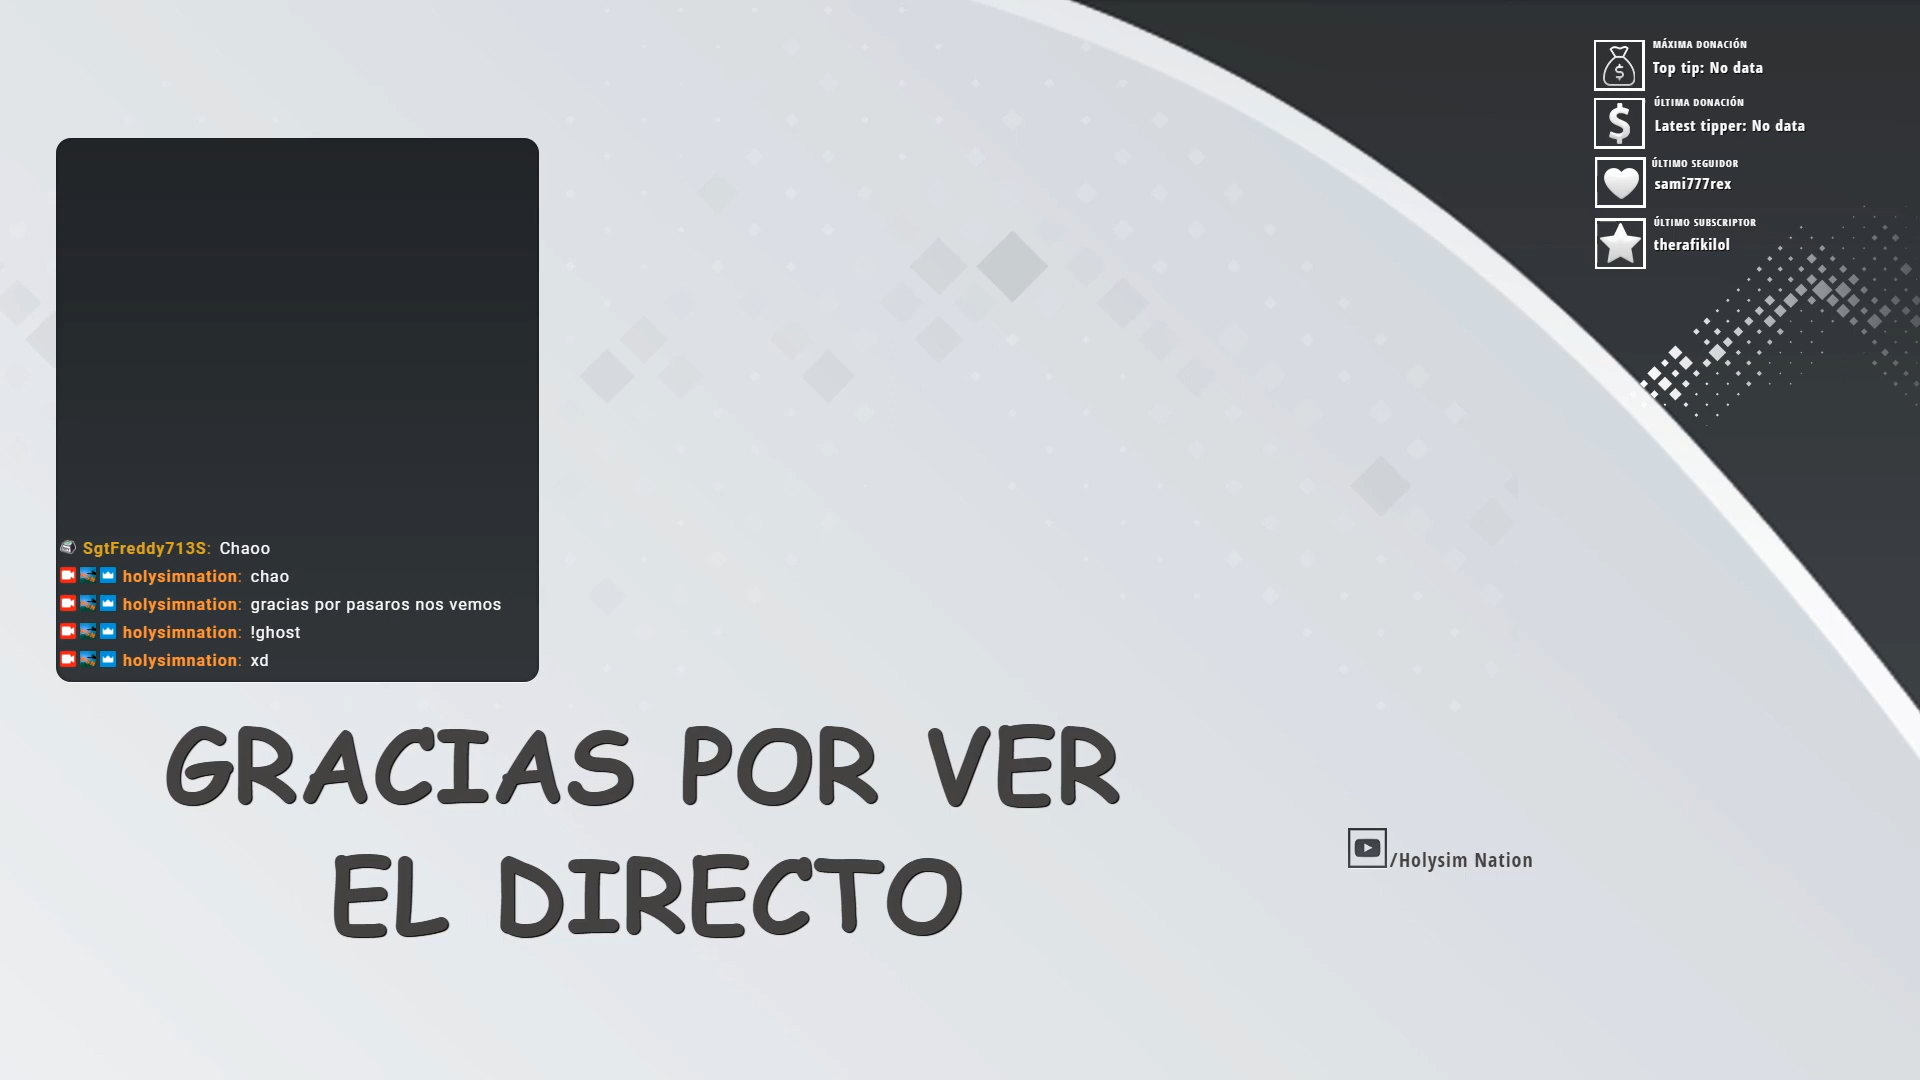 MÁXIMA DONACIÓN
Top tip: No data
ÚLTIMA DONACIÓN
Latest tipper: No data
ÚLTIMO SEGUIDOR
sami777rex
ÚLTIMO SUBSCRIPTOR
therafikilol
SgtFreddy713S: Chaoo
holysimnation: chao
holysimnation: gracias por pasaros nos vemos
holysimnation: !ghost
holysimnation: xd
GRACIAS POR VER
EL DIRECTO
/Holysim Nation